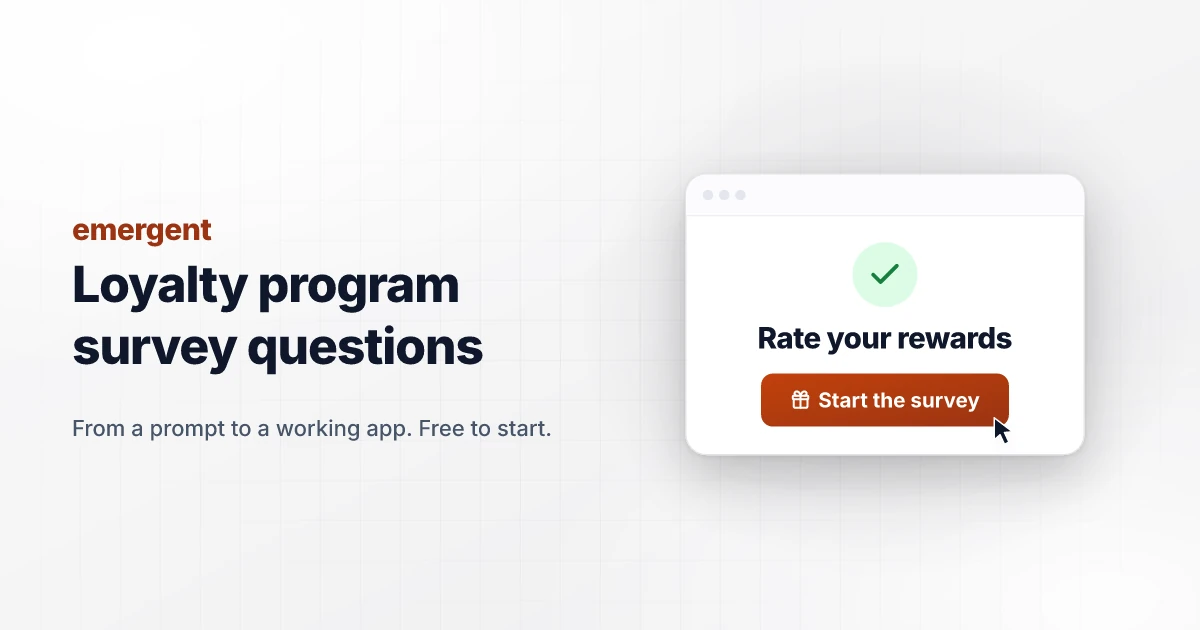 emergent
Loyalty program
survey questions
From a prompt to a working app. Free to start.
Rate your rewards
Start the survey